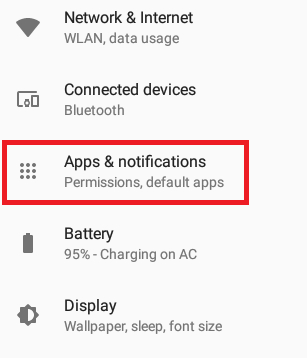 Network & Internet
WLAN, data usage
Connected devices
Bluetooth
Apps & notifications
Permissions, default apps
Battery
95% - Charging on AC
Display
Wallpaper, sleep, font size